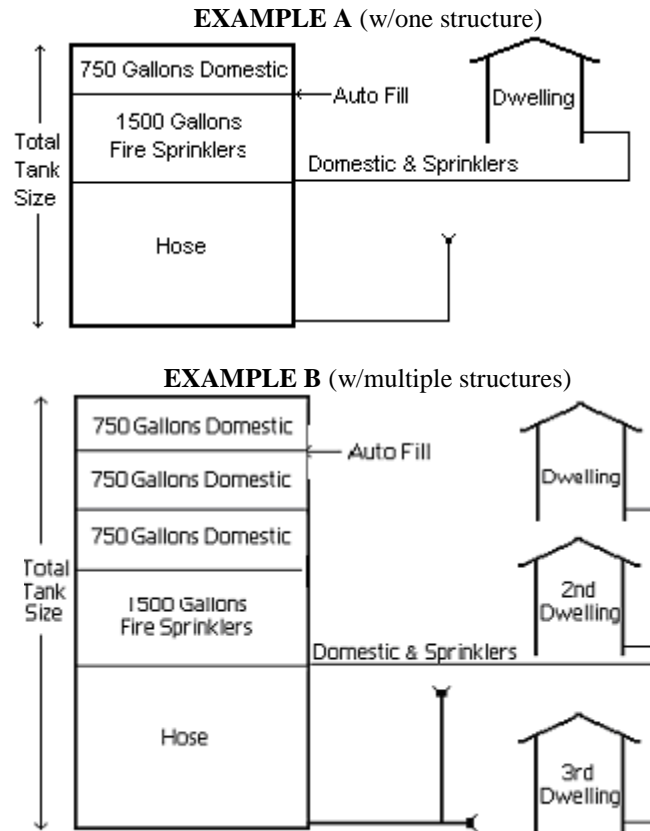 EXAMPLE A (w/one structure)
750 Gallons Domestic
Auto Fill
Dwelling
1500 Gallons
Fire Sprinklers
Total
Tank
Size
Domestic & Sprinklers
Hose
EXAMPLE B (w/multiple structures)
750 Gallons Domestic
Auto Fill
750 Gallons Domestic
Dwelling
750 Gallons Domestic
Total
Tank
Size
1500 Gallons
Fire Sprinklers
2nd
Dwelling
Domestic & Sprinklers
Hose
3rd
Dwelling